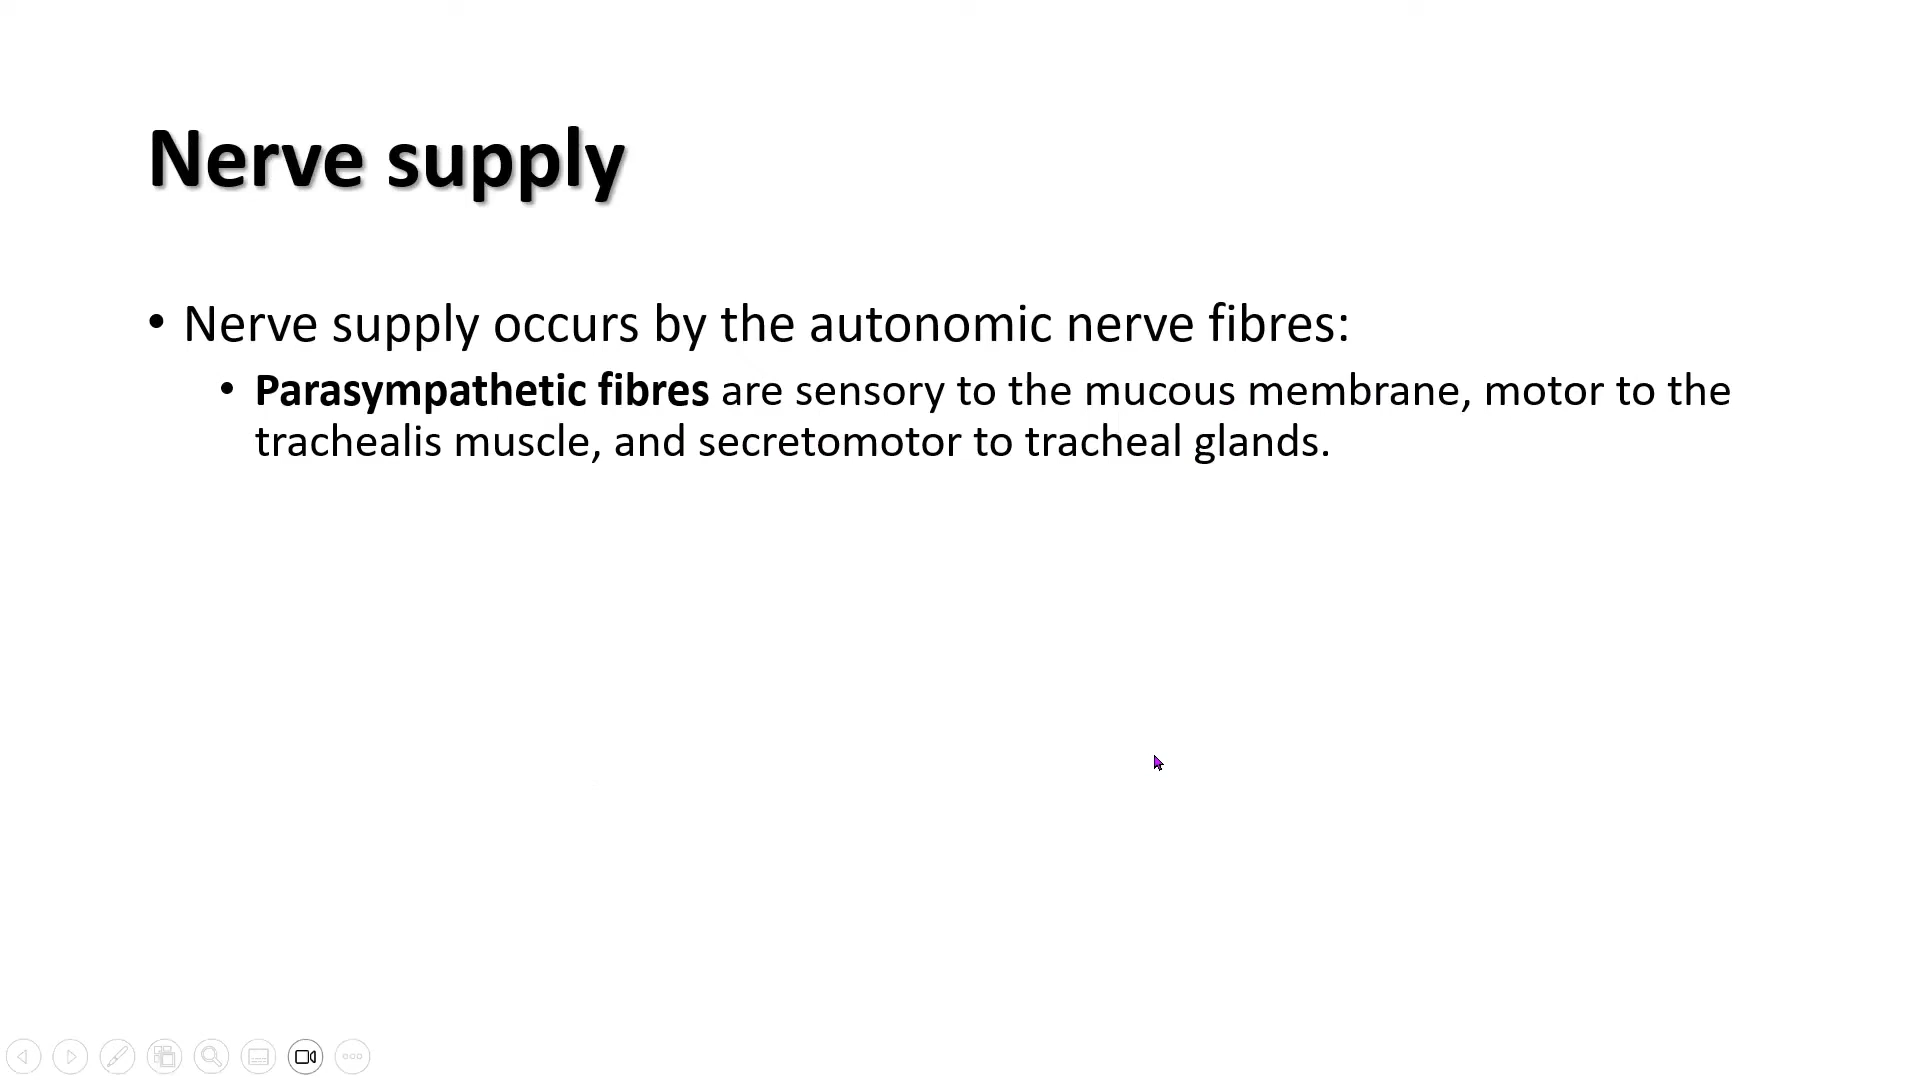 Nerve supply
• Nerve supply occurs by the autonomic nerve fibres:
• Parasympathetic fibres are sensory to the mucous membrane, motor to the
trachealis muscle, and secretomotor to tracheal glands.